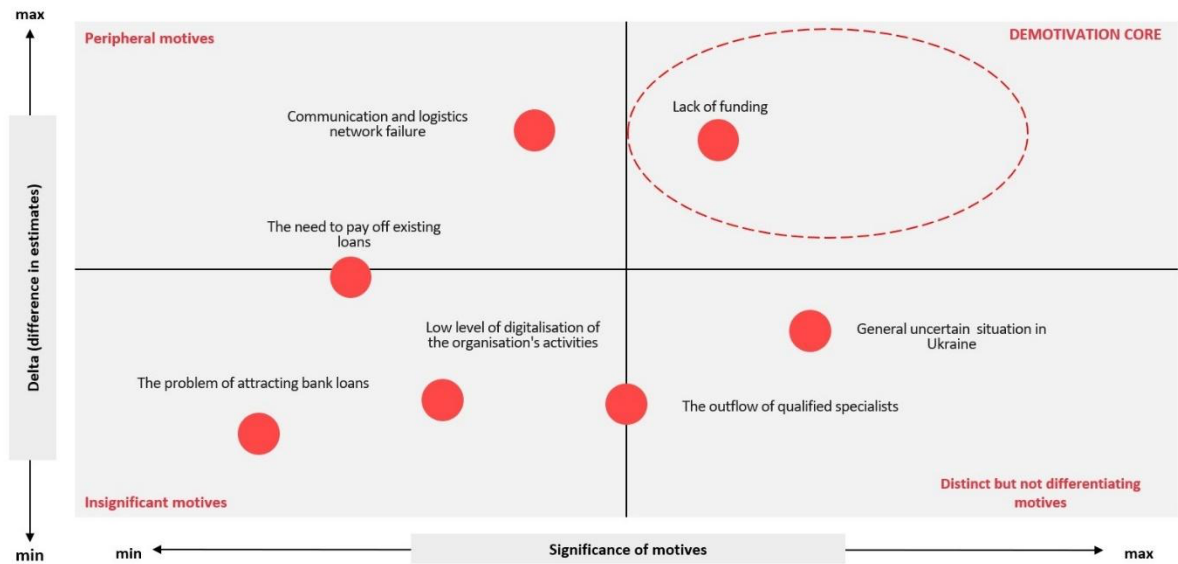 max
Peripheral motives
DEMOTIVATION CORE
Communication and logistics
network failure
Lack of funding
The need to pay off existing
loans
Delta (difference in estimates)
Low level of digitalisation of
the organisation's activities
General uncertain situation in
Ukraine
The problem of attracting bank loans
The outflow of qualified specialists
Insignificant motives
Distinct but not differentiating
motives
min
min
Significance of motives
max